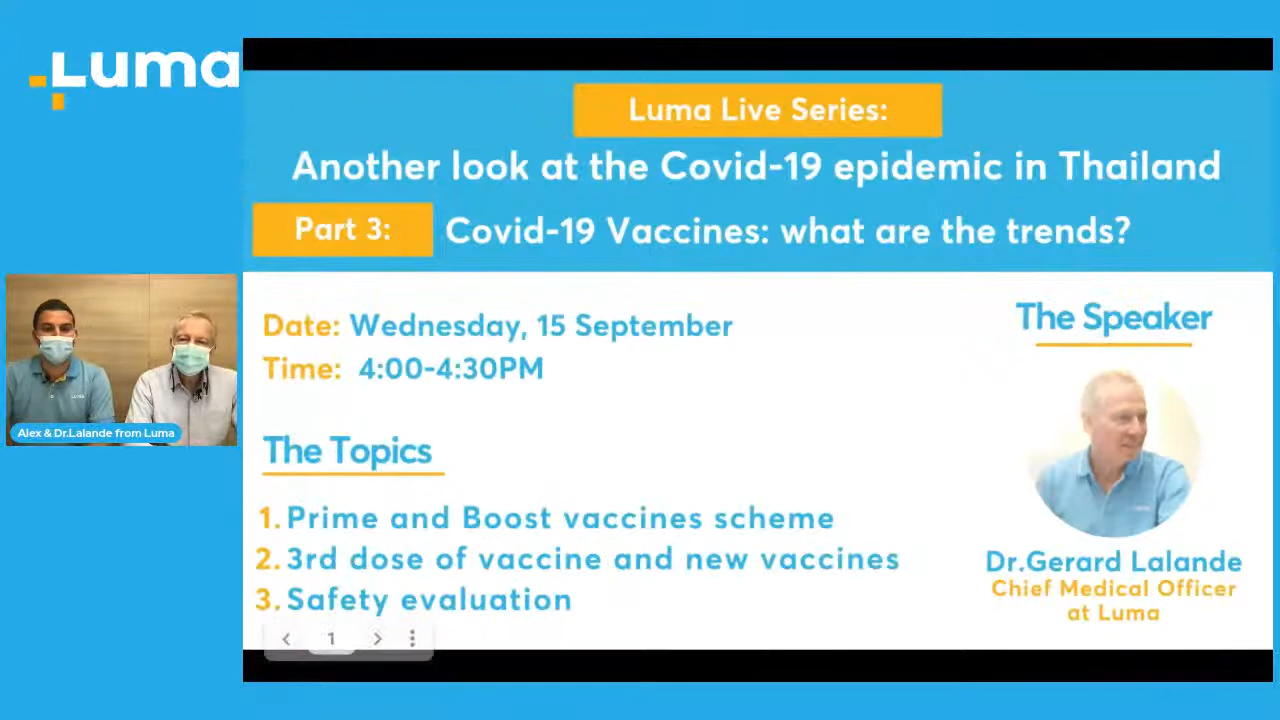 Luma
Luma Live Series:
Another look at the Covid-19 epidemic in Thailand
Part 3: Covid-19 Vaccines: what are the trends?
Date: Wednesday, 15 September
Time: 4:00-4:30PM
The Topics
1. Prime and Boost vaccines scheme
2. 3rd dose of vaccine and new vaccines
3. Safety evaluation
1
The Speaker
Dr.Gerard Lalande
Chief Medical Officer
at Luma
Alex & Dr.Lalande from Luma